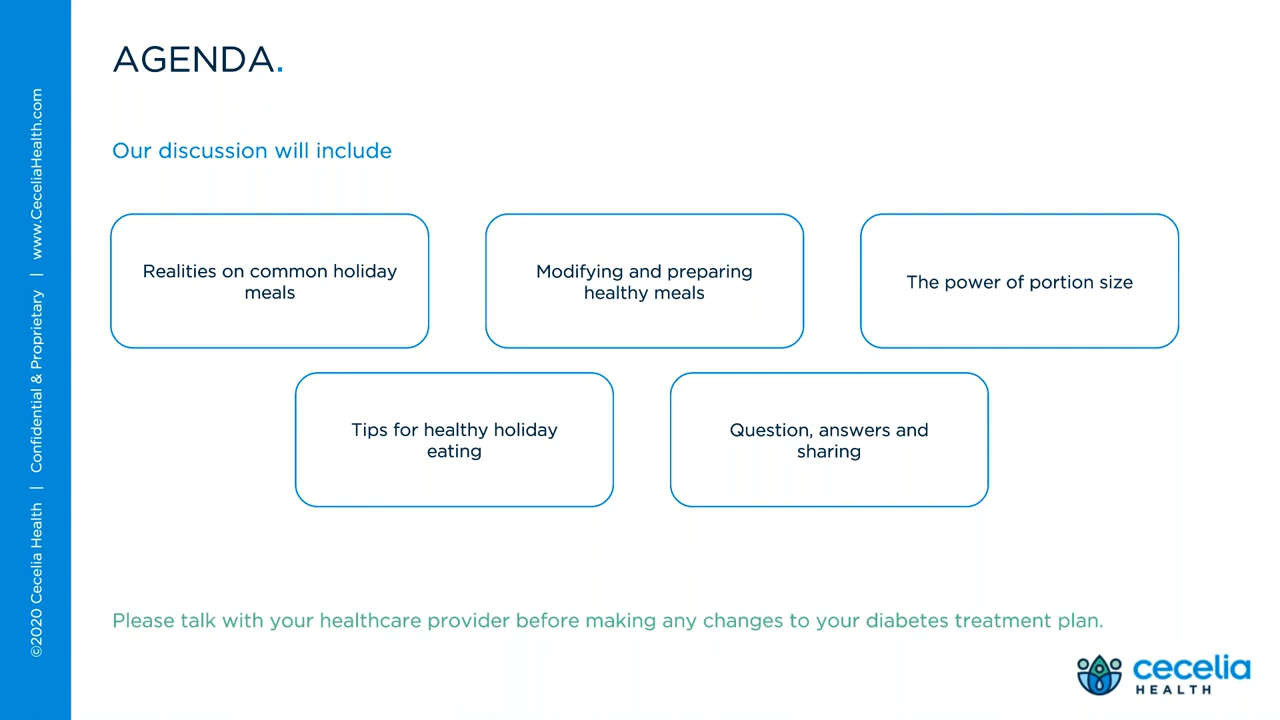 AGENDA.
Our discussion will include
Realities on common holiday
meals
Modifying and preparing
healthy meals
The power of portion size
Tips for healthy holiday
eating
Question, answers and
sharing
Please talk with your healthcare provider before making any changes to your diabetes treatment plan.
cecelia
HEALTH
©2020 Cecelia Health | Confidential & Proprietary | www.CeceliaHealth.com